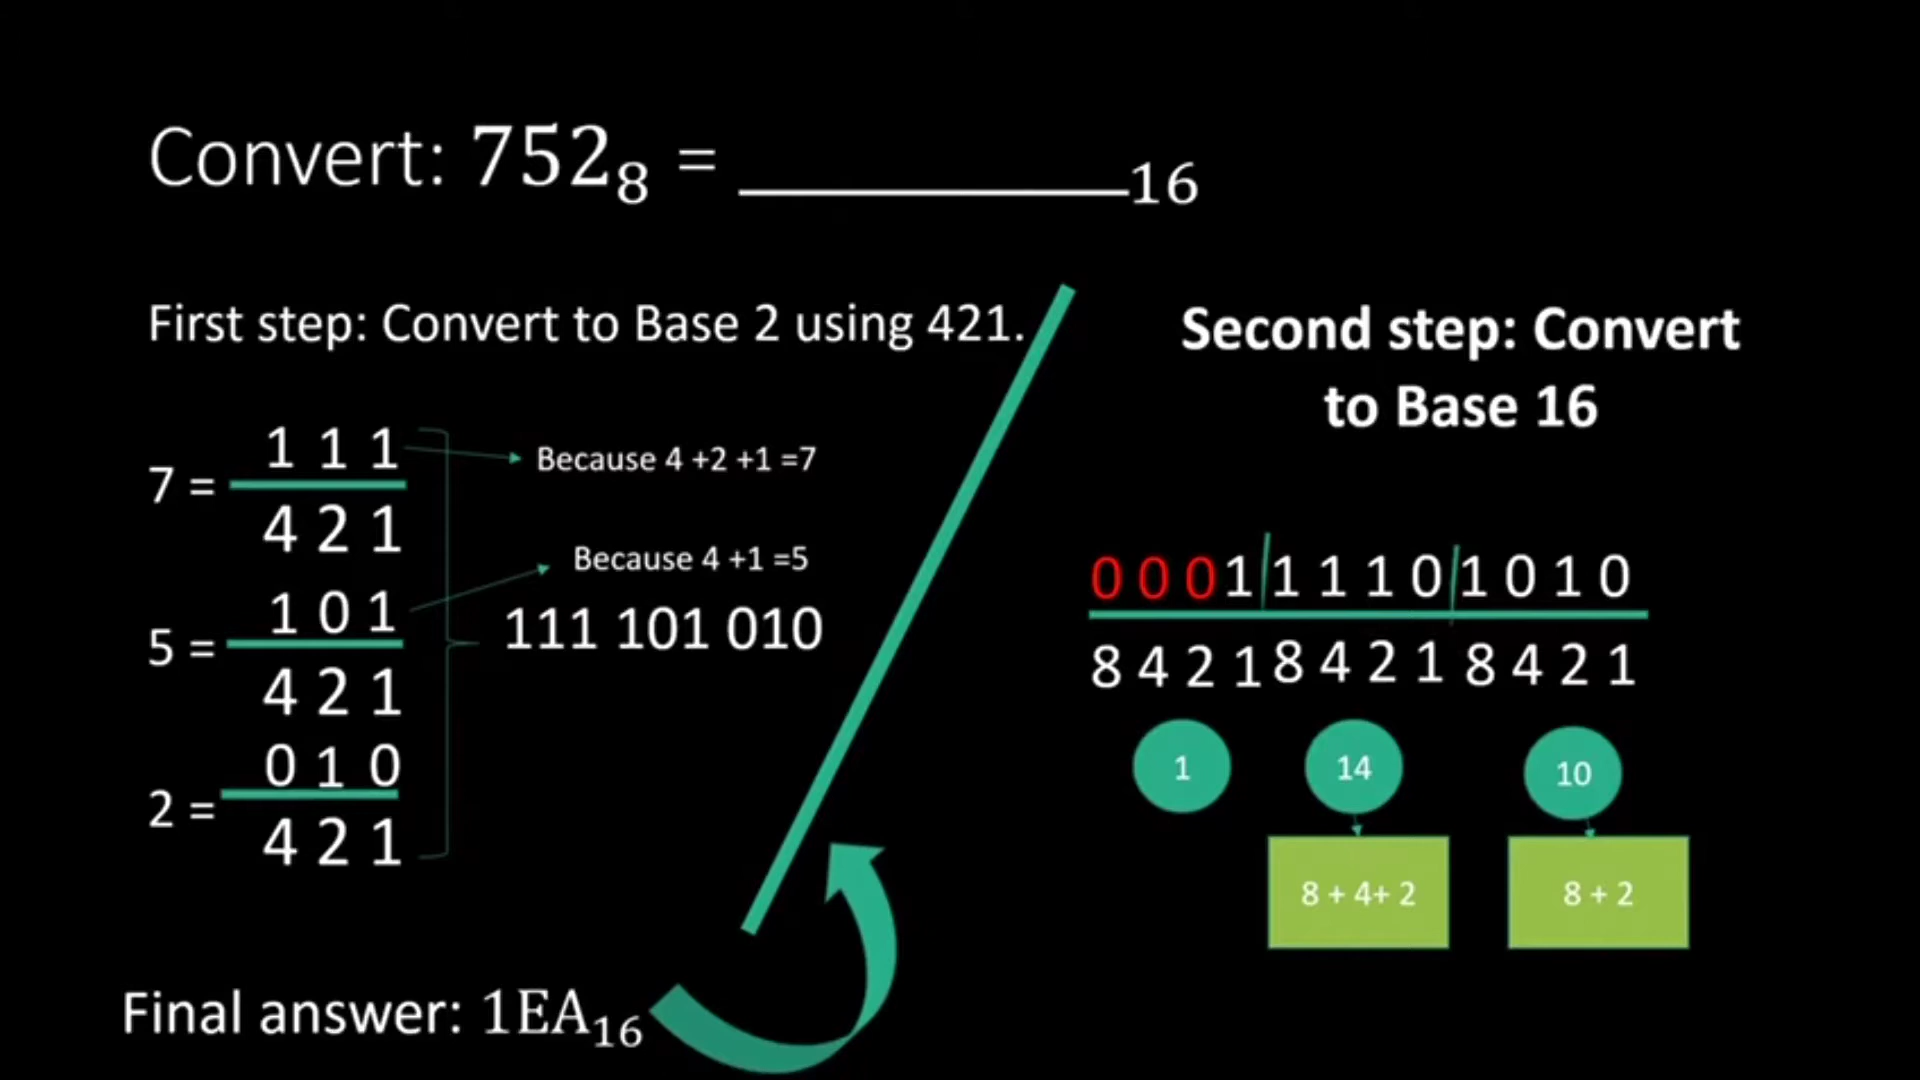 Convert: 752₈ = __________₁₆
First step: Convert to Base 2 using 421.
7 =
1 1 1
4 2 1
Because 4 +2 +1 =7
5 =
1 0 1
4 2 1
Because 4 +1 =5
111 101 010
2 =
0 1 0
4 2 1
Second step: Convert
to Base 16
0 0 0 1 1 1 1 0 1 0 1 0
8 4 2 1 8 4 2 1 8 4 2 1
1
14
10
8 + 4+ 2
8 + 2
Final answer: 1EA₁₆